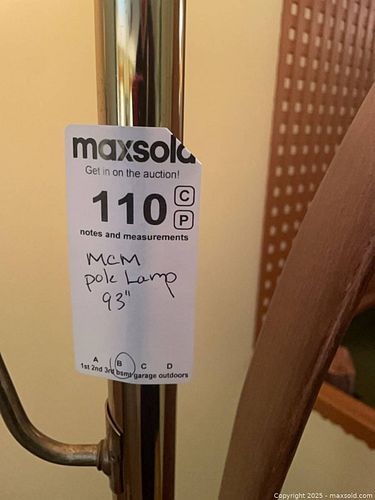 maxsold
Get in on the auction!
110 C
P
notes and measurements
MCM
pole Lamp
93"
A B C D
1st 2nd 3rd bsmt garage outdoors
Copyright 2025 - maxsold.com